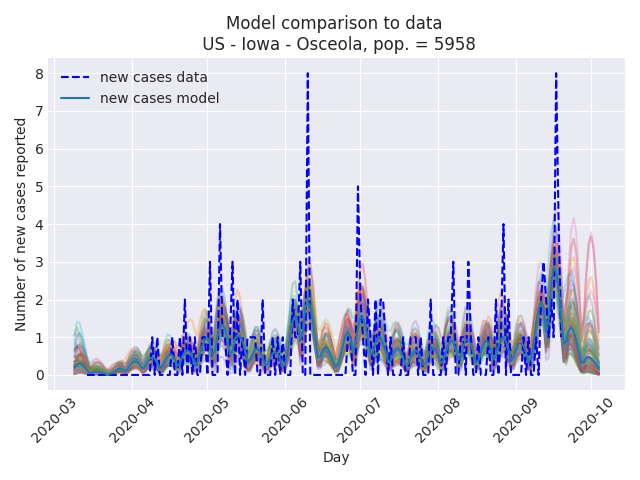 Model comparison to data
US - Iowa - Osceola, pop. = 5958
new cases data
new cases model
Number of new cases reported
8
7
6
5
4
3
2
1
0
2020-03
2020-04
2020-05
2020-06
2020-07
2020-08
2020-09
2020-10
Day